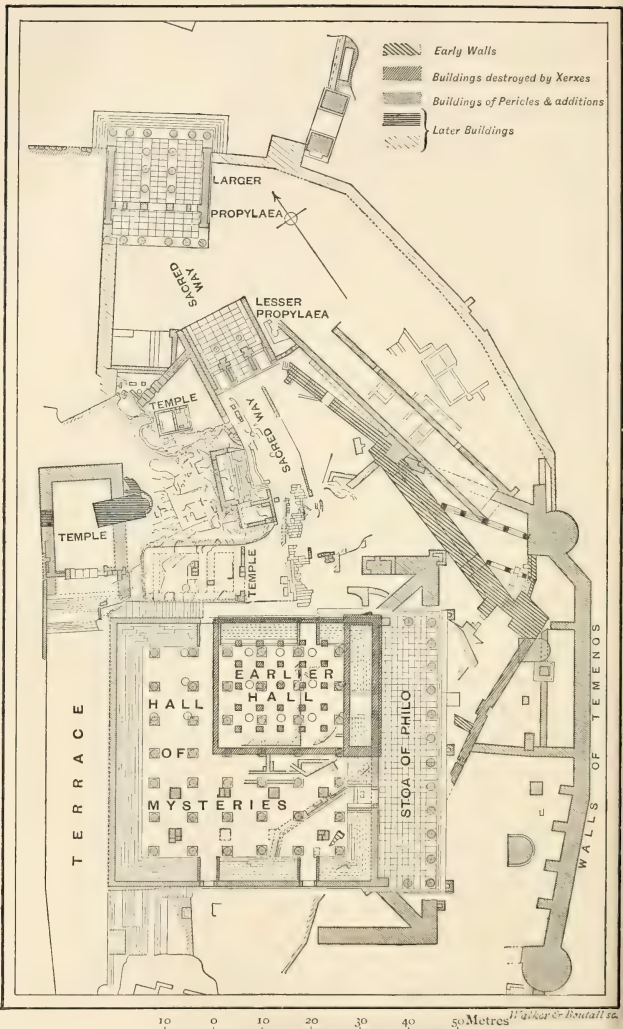 Early Walls
Buildings destroyed by Xerxes
Buildings of Pericles & additions
Later Buildings
LARGER
PROPYLAEA
SACRED
WAY
LESSER
PROPYLAEA
TEMPLE
SACRED WAY
TEMPLE
TEMPLE
EARLIER
HALL
HALL
OF
MYSTERIES
STOA OF PHILO
TERRACE
WALLS OF TEMENOS
10 0 10 20 30 40 50 Metres
Walker & Boutall sc.